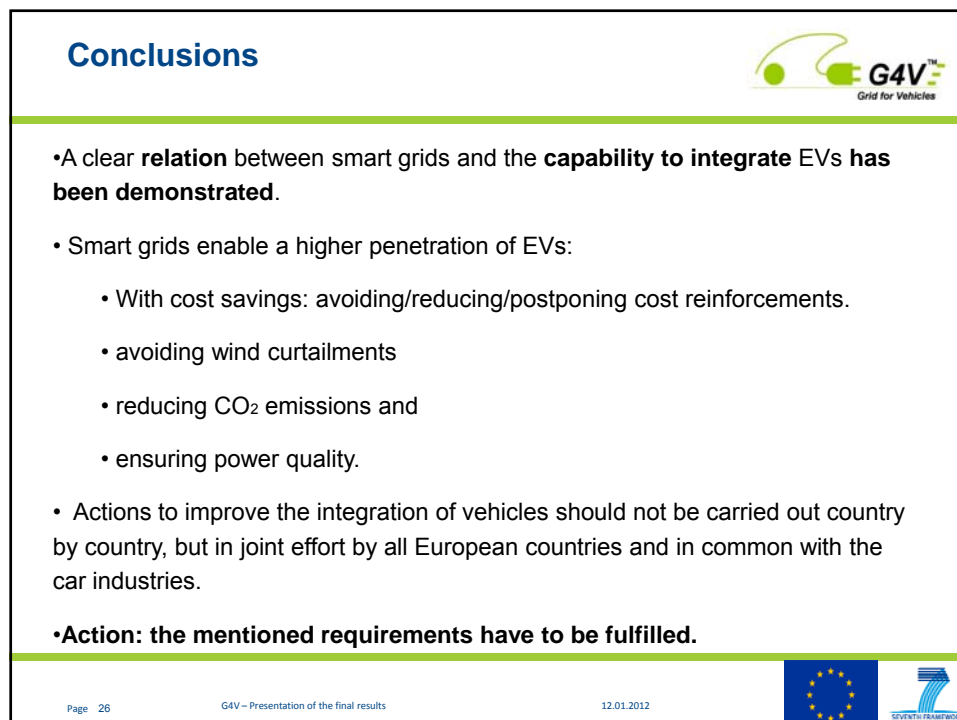 Conclusions
G4V™
Grid for Vehicles
•A clear relation between smart grids and the capability to integrate EVs has
been demonstrated.
• Smart grids enable a higher penetration of EVs:
• With cost savings: avoiding/reducing/postponing cost reinforcements.
• avoiding wind curtailments
• reducing CO2 emissions and
• ensuring power quality.
• Actions to improve the integration of vehicles should not be carried out country
by country, but in joint effort by all European countries and in common with the
car industries.
•Action: the mentioned requirements have to be fulfilled.
Page 26 G4V – Presentation of the final results 12.01.2012
SEVENTH FRAMEWOR